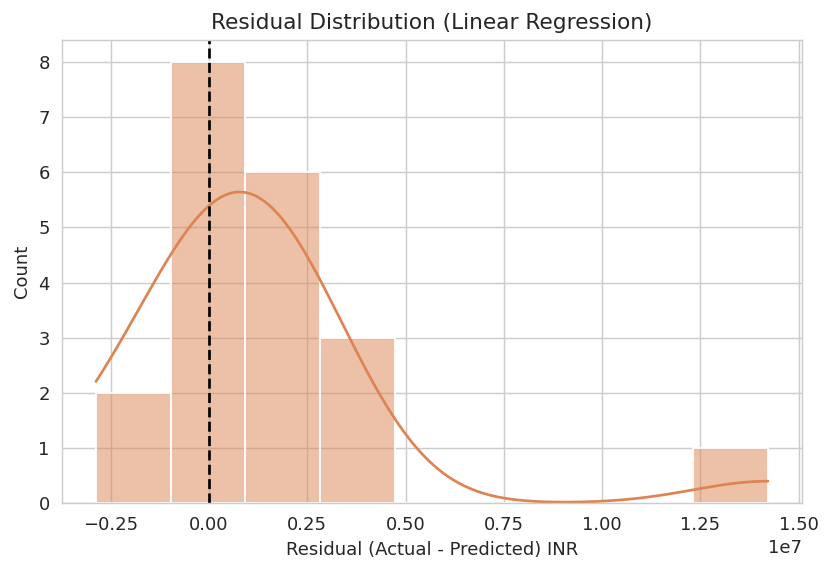 Residual Distribution (Linear Regression)
8
7
6
5
4
3
2
1
0
Count
−0.25 0.00 0.25 0.50 0.75 1.00 1.25 1.50
1e7
Residual (Actual - Predicted) INR